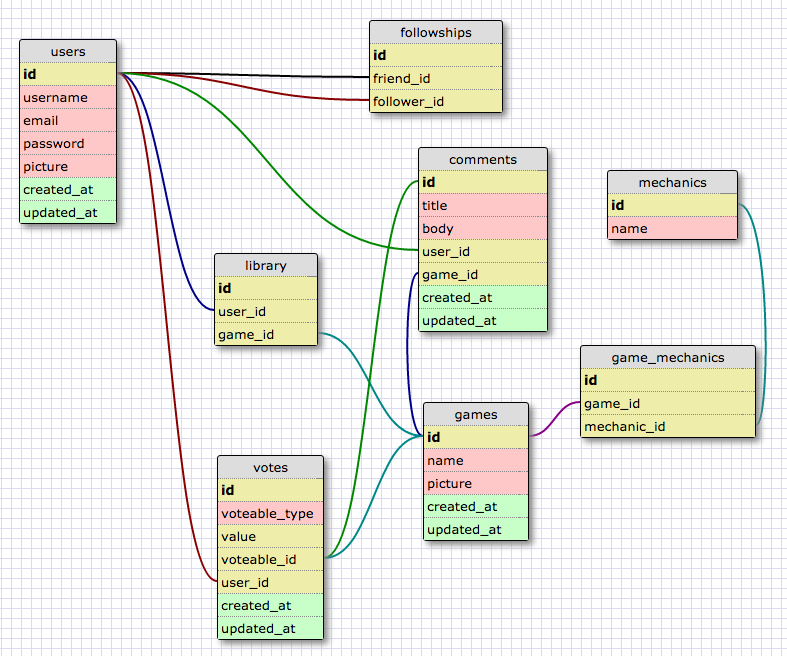 users
id
username
email
password
picture
created_at
updated_at
followships
id
friend_id
follower_id
comments
id
title
body
user_id
game_id
created_at
updated_at
mechanics
id
name
library
id
user_id
game_id
game_mechanics
id
game_id
mechanic_id
games
id
name
picture
created_at
updated_at
votes
id
voteable_type
value
voteable_id
user_id
created_at
updated_at